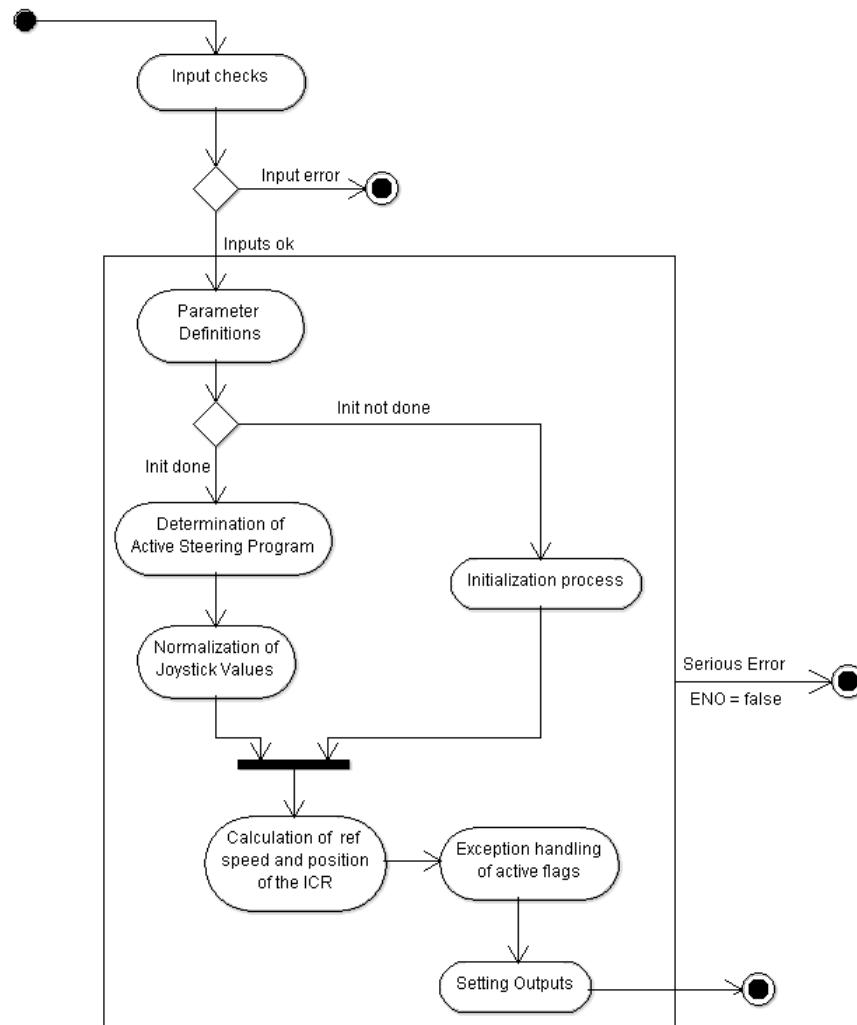 Input checks
Input error
Inputs ok
Parameter
Definitions
Init not done
Init done
Determination of
Active Steering Program
Initialization process
Normalization of
Joystick Values
Serious Error
ENO = false
Calculation of ref
speed and position
of the ICR
Exception handling
of active flags
Setting Outputs